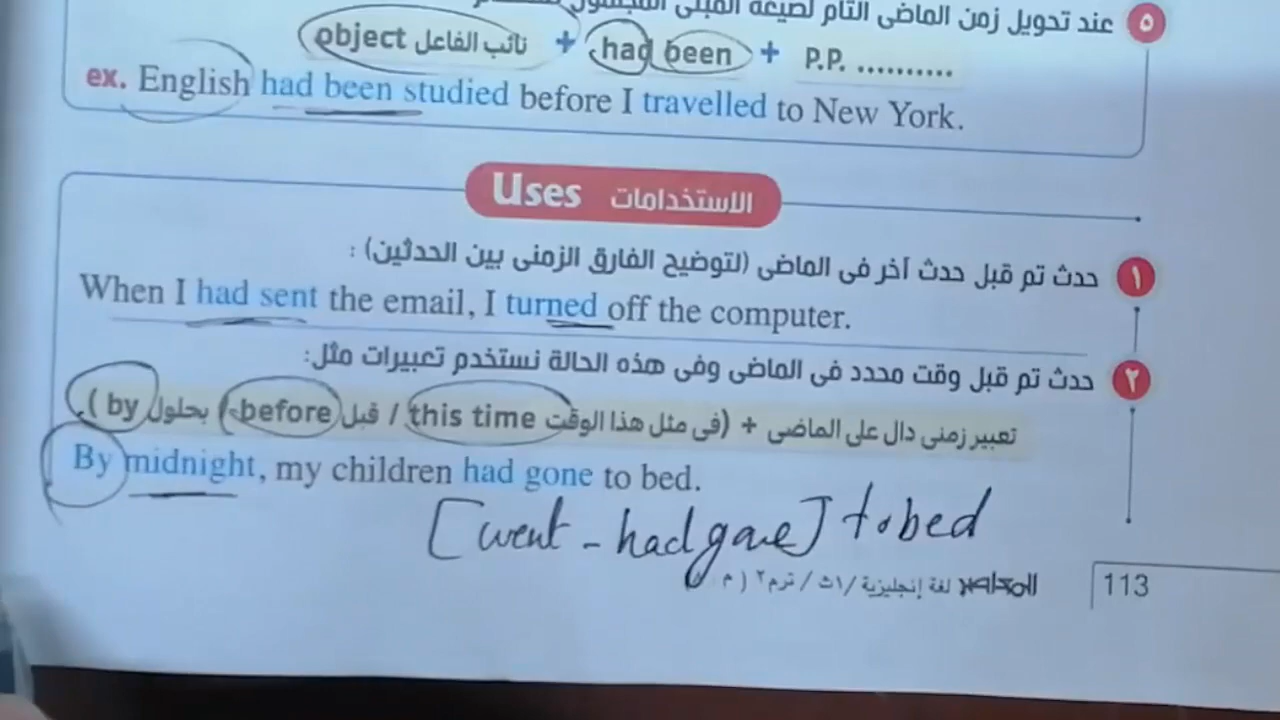 ٥ عند تحويل زمن الماضى التام لصيغة المبنى
object نائب الفاعل + had been + P.P. ..........
ex. English had been studied before I travelled to New York.
Uses الاستخدامات
١ حدث تم قبل حدث آخر فى الماضى (لتوضيح الفارق الزمنى بين الحدثين) :
When I had sent the email, I turned off the computer.
٢ حدث تم قبل وقت محدد فى الماضى وفى هذه الحالة نستخدم تعبيرات مثل:
تعبير زمنى دال على الماضى + (فى مثل هذا الوقت this time / قبل before / بحلول by).
By midnight, my children had gone to bed.
[went - had gone] to bed
المعاصر لغة إنجليزية /١ث / ترم ٢ ( م
113